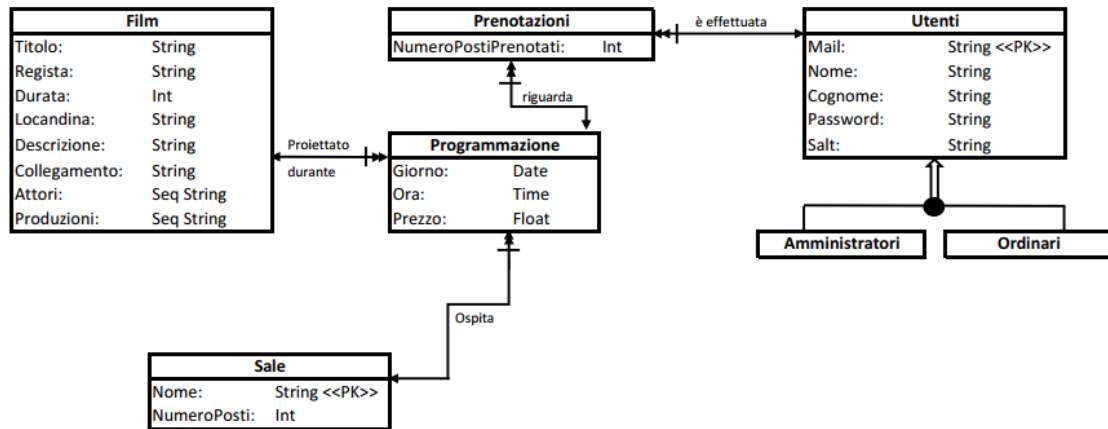 Film
Titolo: String
Regista: String
Durata: Int
Locandina: String
Descrizione: String
Collegamento: String
Attori: Seq String
Produzioni: Seq String
Proiettato
durante
Prenotazioni
NumeroPostiPrenotati: Int
riguarda
è effettuata
Programmazione
Giorno: Date
Ora: Time
Prezzo: Float
Utenti
Mail: String <<PK>>
Nome: String
Cognome: String
Password: String
Salt: String
Amministratori
Ordinari
Ospita
Sale
Nome: String <<PK>>
NumeroPosti: Int